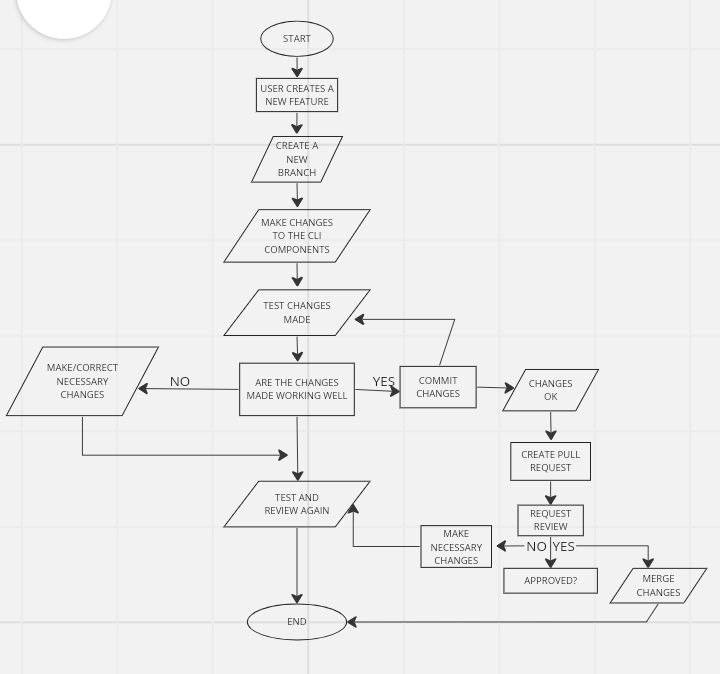 START
USER CREATES A
NEW FEATURE
CREATE A
NEW
BRANCH
MAKE CHANGES
TO THE CLI
COMPONENTS
TEST CHANGES
MADE
ARE THE CHANGES
MADE WORKING WELL
NO
MAKE/CORRECT
NECESSARY
CHANGES
YES
COMMIT
CHANGES
CHANGES
OK
CREATE PULL
REQUEST
REQUEST
REVIEW
NO
YES
APPROVED?
MAKE
NECESSARY
CHANGES
MERGE
CHANGES
TEST AND
REVIEW AGAIN
END